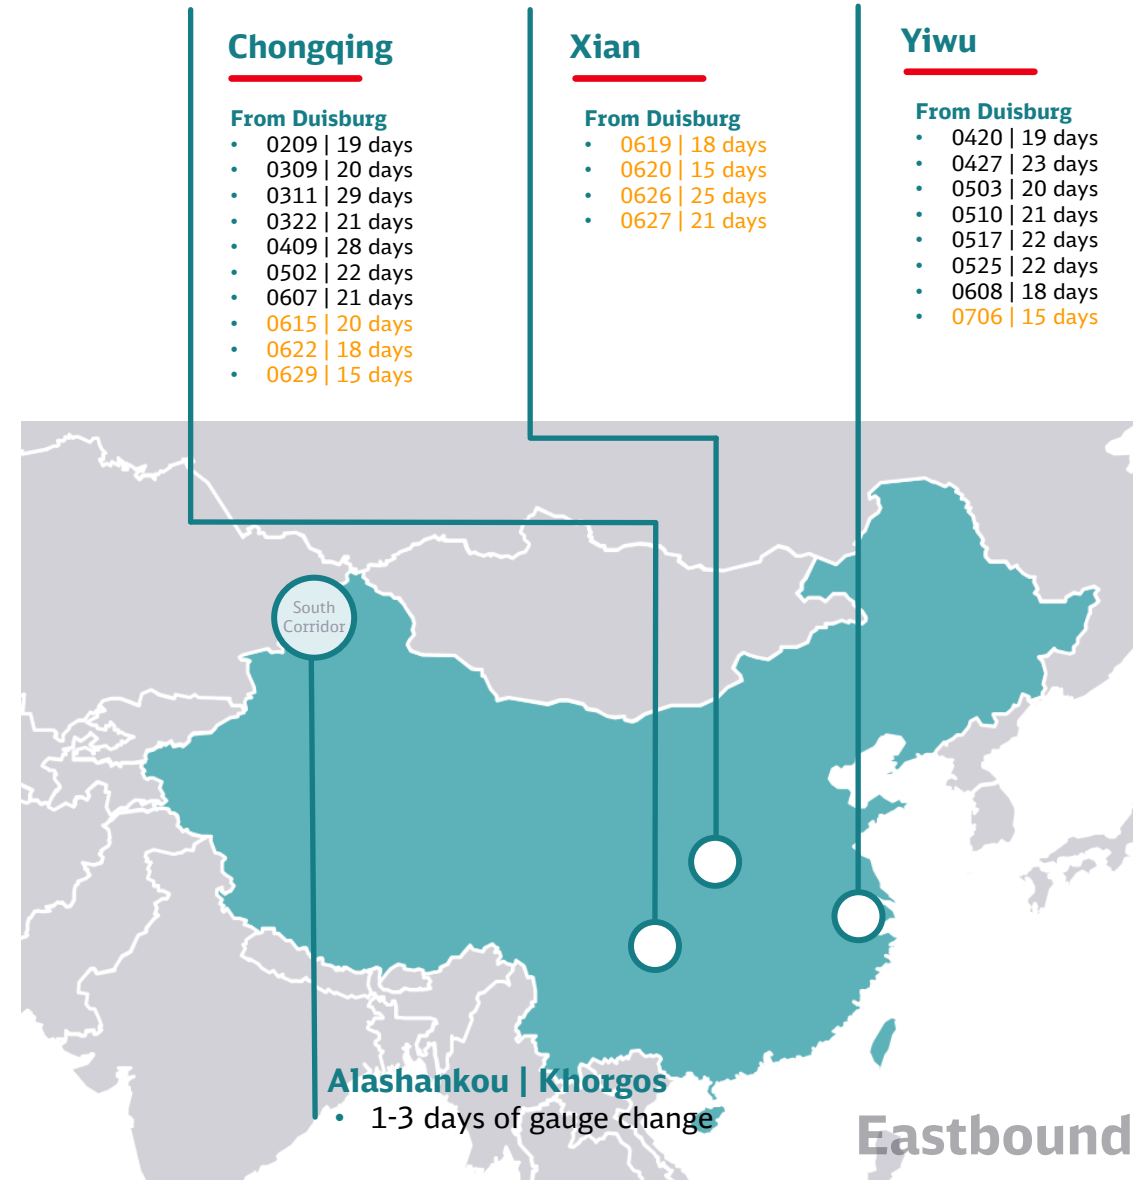 Chongqing
From Duisburg
• 0209 | 19 days
• 0309 | 20 days
• 0311 | 29 days
• 0322 | 21 days
• 0409 | 28 days
• 0502 | 22 days
• 0607 | 21 days
• 0615 | 20 days
• 0622 | 18 days
• 0629 | 15 days
Xian
From Duisburg
• 0619 | 18 days
• 0620 | 15 days
• 0626 | 25 days
• 0627 | 21 days
Yiwu
From Duisburg
• 0420 | 19 days
• 0427 | 23 days
• 0503 | 20 days
• 0510 | 21 days
• 0517 | 22 days
• 0525 | 22 days
• 0608 | 18 days
• 0706 | 15 days
South
Corridor
Alashankou | Khorgos
• 1-3 days of gauge change
Eastbound